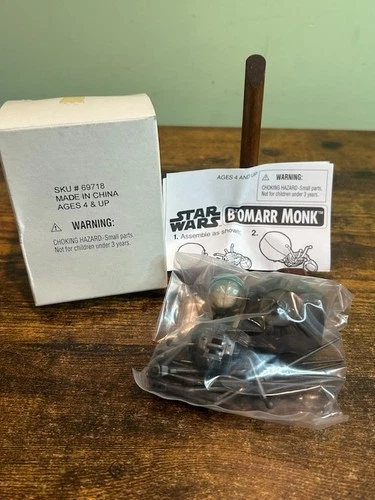 SKU # 69718
MADE IN CHINA
AGES 4 & UP
WARNING:
CHOKING HAZARD-Small parts.
Not for children under 3 years.
AGES 4 AND
WARNING:
CHOKING HAZARD-Small parts.
Not for children under 3 years.
STAR
WARS
B'OMARR MONK
1. Assemble as shown:
2.